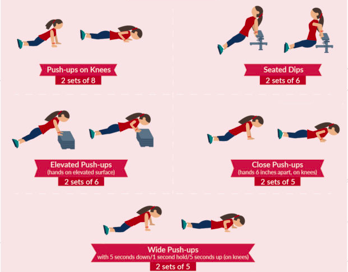 Push-ups on Knees
2 sets of 8
Seated Dips
2 sets of 6
Elevated Push-ups
(hands on elevated surface)
2 sets of 6
Close Push-ups
(hands 6 inches apart, on knees)
2 sets of 5
Wide Push-ups
with 5 seconds down/1 second hold/5 seconds up (on knees)
2 sets of 5